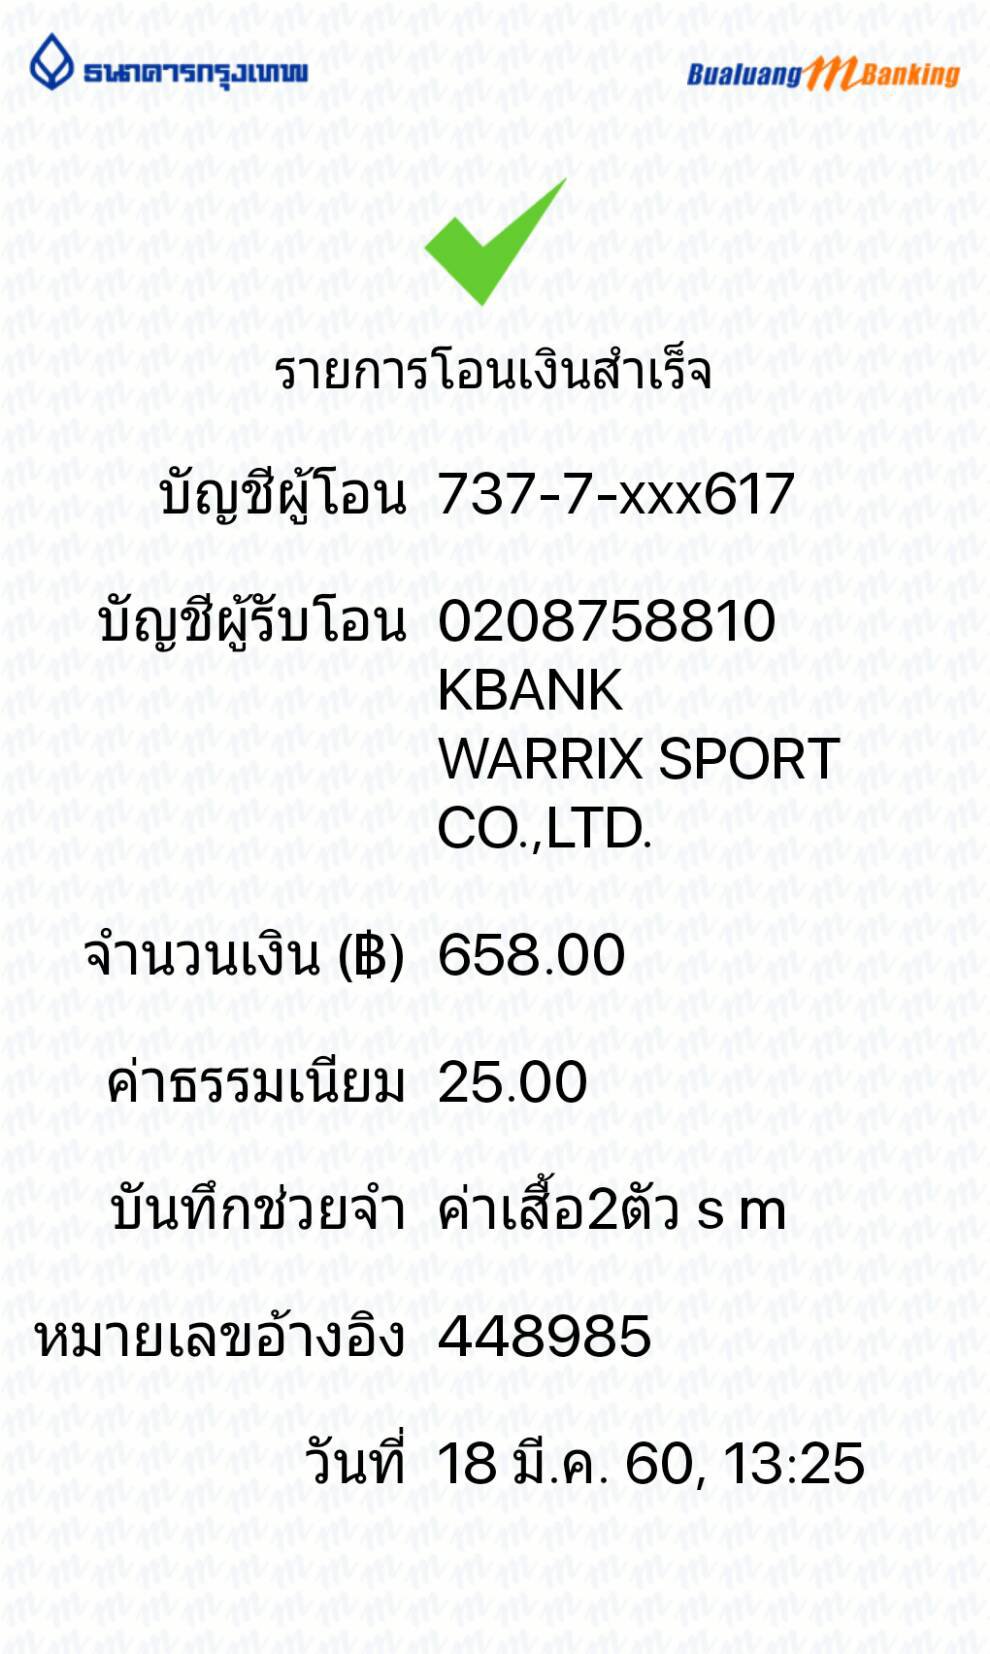 ธนาคารกรุงเทพ
Bualuang mBanking
รายการโอนเงินสำเร็จ
บัญชีผู้โอน 737-7-xxx617
บัญชีผู้รับโอน 0208758810
KBANK
WARRIX SPORT
CO.,LTD.
จำนวนเงิน (฿) 658.00
ค่าธรรมเนียม 25.00
บันทึกช่วยจำ ค่าเสื้อ2ตัว s m
หมายเลขอ้างอิง 448985
วันที่ 18 มี.ค. 60, 13:25